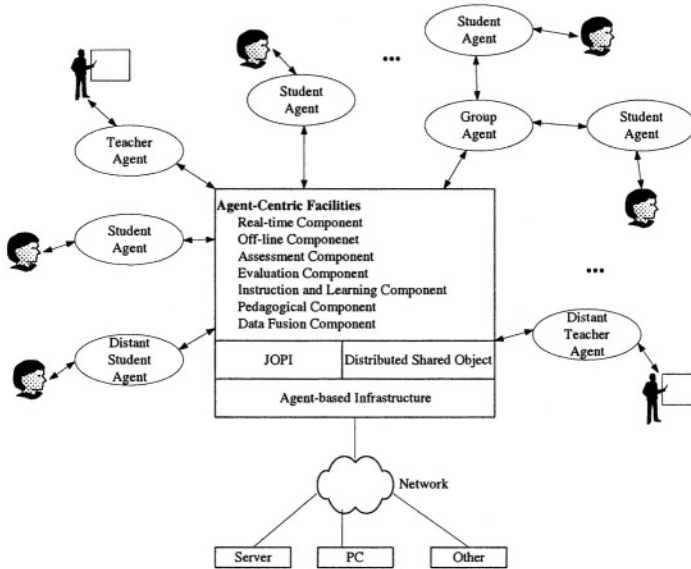 Student
Agent
...
Student
Agent
Group
Agent
Student
Agent
Teacher
Agent
Agent-Centric Facilities
Real-time Component
Off-line Componenet
Assessment Component
Evaluation Component
Instruction and Learning Component
Pedagogical Component
Data Fusion Component
Student
Agent
...
Distant
Student
Agent
Distant
Teacher
Agent
JOPI
Distributed Shared Object
Agent-based Infrastructure
Network
Server
PC
Other